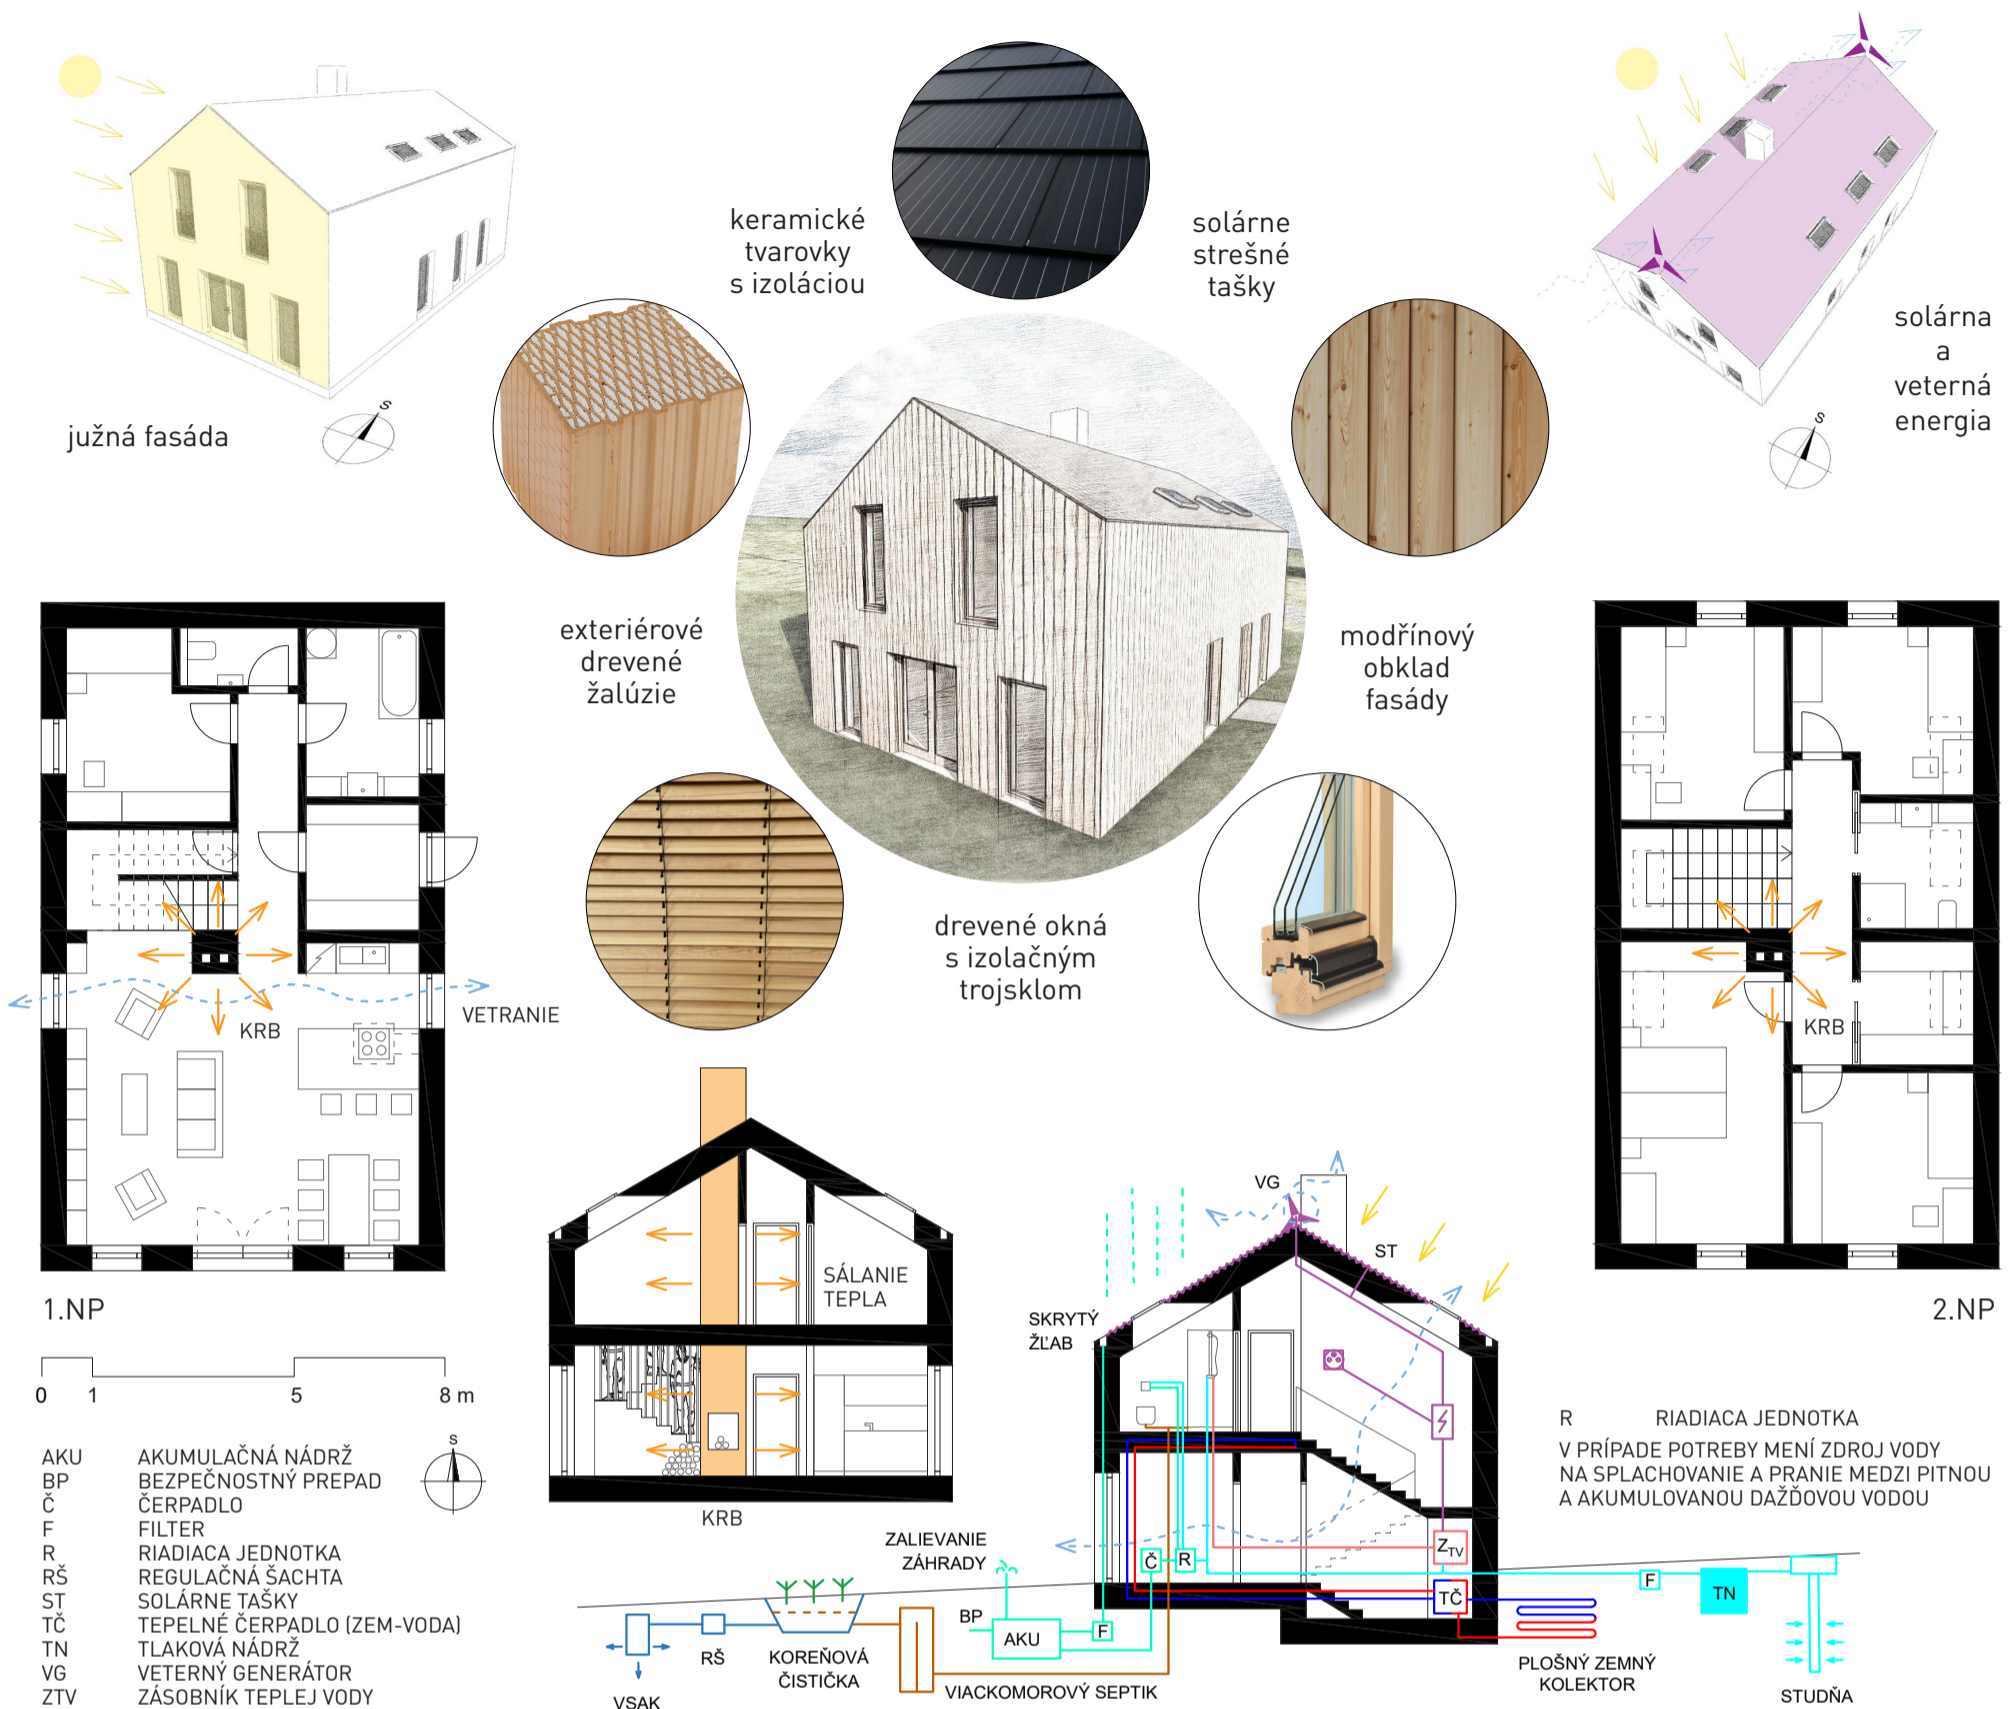 keramické
tvarovky
s izoláciou
solárne
strešné
tašky
solárna
a
veterná
energia
južná fasáda
S
S
exteriérové
drevené
žalúzie
modřínový
obklad
fasády
drevené okná
s izolačným
trojsklom
VETRANIE
KRB
KRB
1.NP
2.NP
0 1 5 8 m
S
SÁLANIE
TEPLA
KRB
VG
ST
SKRYTÝ
ŽĽAB
Č
R
ZTV
TČ
F
TN
ZALIEVANIE
ZÁHRADY
BP
AKU
F
RŠ
KOREŇOVÁ
ČISTIČKA
VSAK
VIACKOMOROVÝ SEPTIK
PLOŠNÝ ZEMNÝ
KOLEKTOR
STUDŇA
R RIADIACA JEDNOTKA
V PRÍPADE POTREBY MENÍ ZDROJ VODY
NA SPLACHOVANIE A PRANIE MEDZI PITNOU
A AKUMULOVANOU DAŽĎOVOU VODOU
AKU AKUMULAČNÁ NÁDRŽ
BP BEZPEČNOSTNÝ PREPAD
Č ČERPADLO
F FILTER
R RIADIACA JEDNOTKA
RŠ REGULAČNÁ ŠACHTA
ST SOLÁRNE TAŠKY
TČ TEPELNÉ ČERPADLO (ZEM-VODA)
TN TLAKOVÁ NÁDRŽ
VG VETERNÝ GENERÁTOR
ZTV ZÁSOBNÍK TEPLEJ VODY